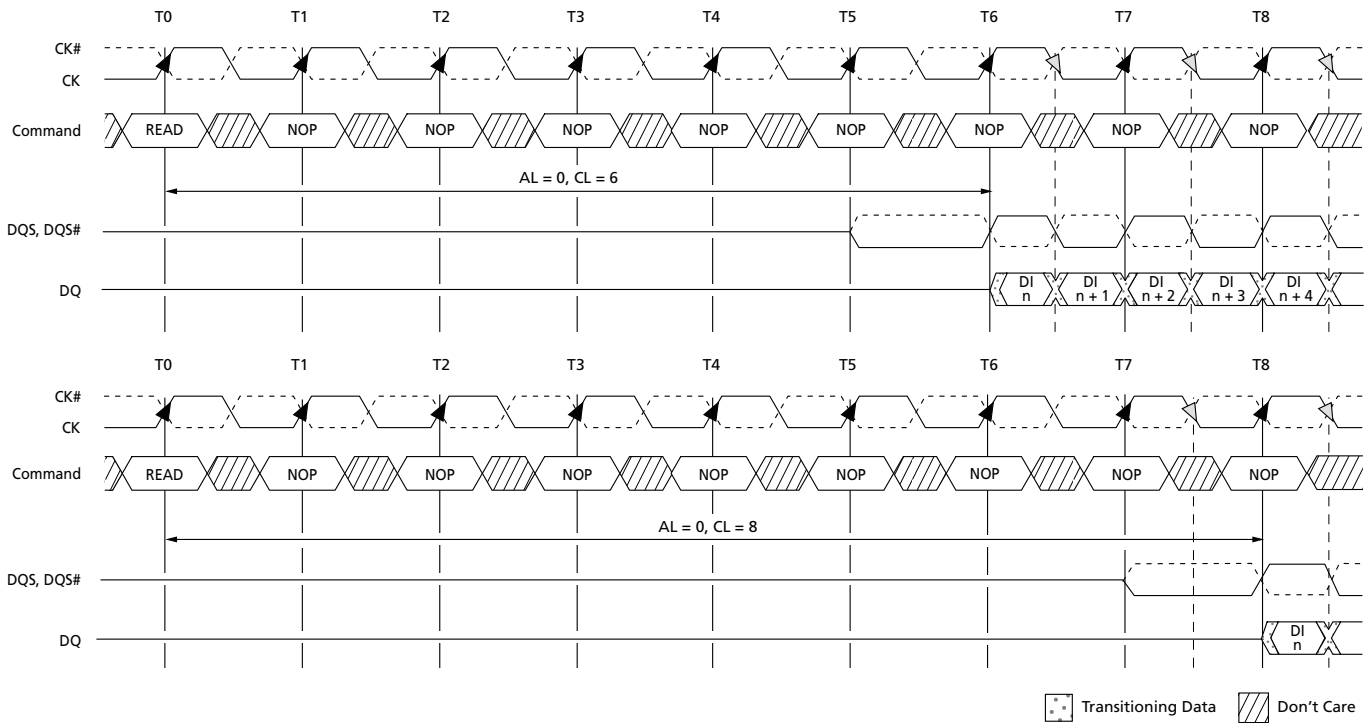 T0 T1 T2 T3 T4 T5 T6 T7 T8
CK#
CK
Command READ NOP NOP NOP NOP NOP NOP NOP NOP
AL = 0, CL = 6
DQS, DQS#
DQ DI n DI n + 1 DI n + 2 DI n + 3 DI n + 4
T0 T1 T2 T3 T4 T5 T6 T7 T8
CK#
CK
Command READ NOP NOP NOP NOP NOP NOP NOP NOP
AL = 0, CL = 8
DQS, DQS#
DQ DI n
Transitioning Data Don't Care